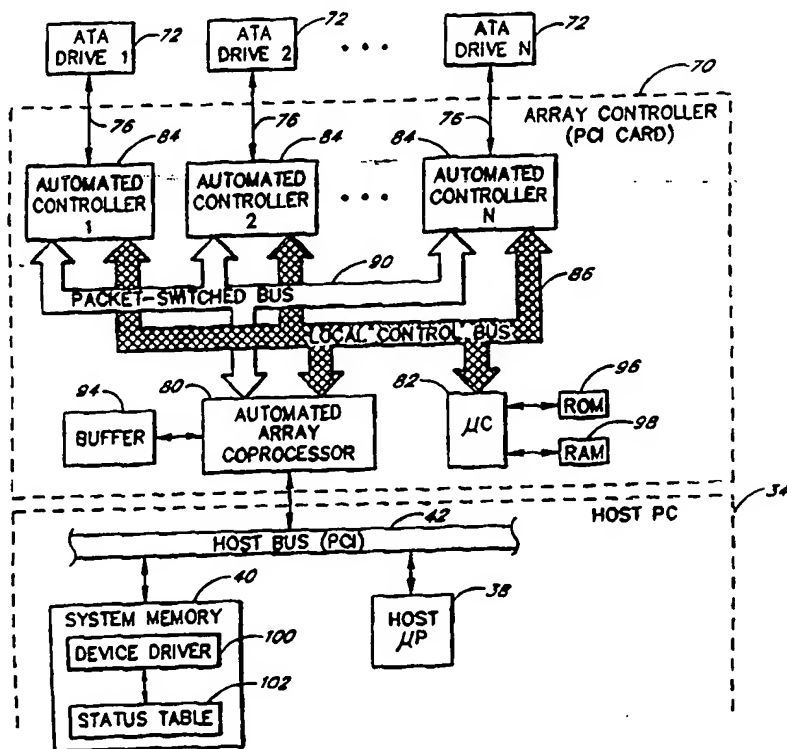 ATA DRIVE 1
72
ATA DRIVE 2
72
ATA DRIVE N
72
70
ARRAY CONTROLLER
(PCI CARD)
76
84
76
84
76
84
AUTOMATED
CONTROLLER
1
AUTOMATED
CONTROLLER
2
AUTOMATED
CONTROLLER
N
90
86
PACKET-SWITCHED BUS
LOCAL CONTROL BUS
94
80
82
96
BUFFER
AUTOMATED
ARRAY
COPROCESSOR
μC
ROM
98
RAM
34
HOST PC
42
HOST BUS (PCI)
40
38
SYSTEM MEMORY
100
DEVICE DRIVER
HOST
μP
102
STATUS TABLE